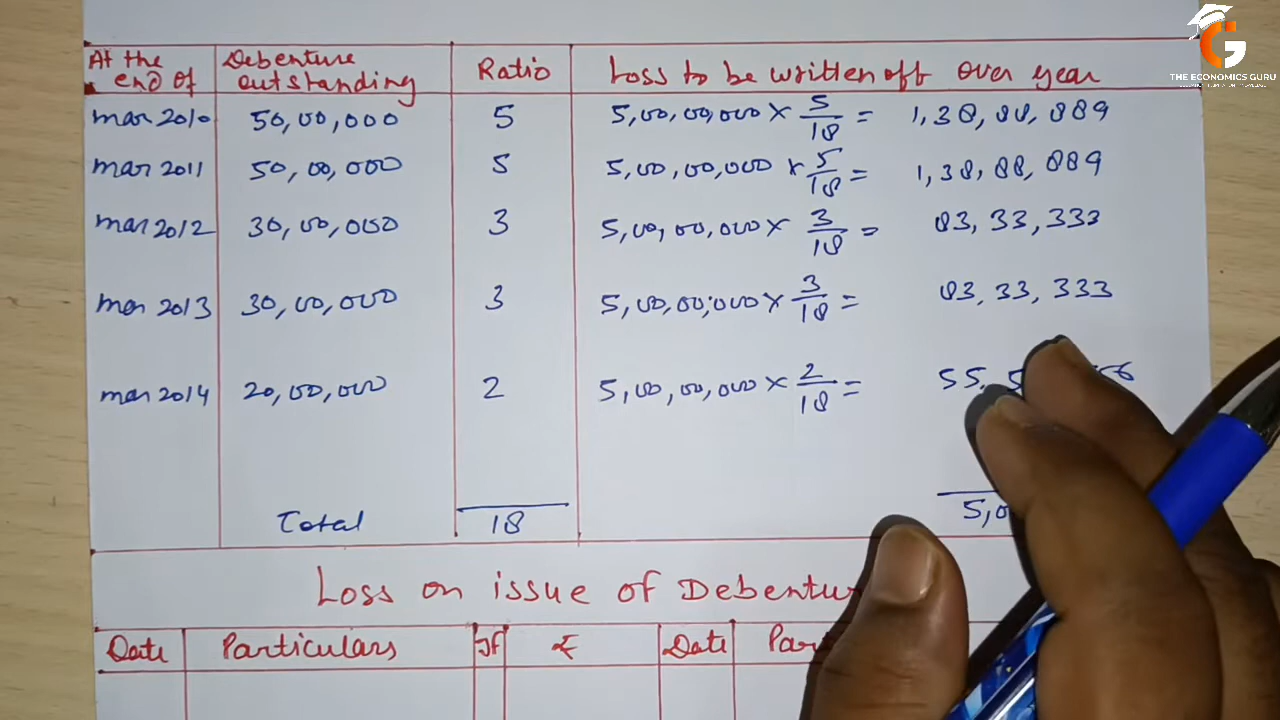 THE ECONOMICS GURU
At the end of Debenture outstanding Ratio Loss to be written off over year
mar 2010 50,00,000 5 5,00,00,000 × 5/18 = 1,38,88,889
mar 2011 50,00,000 5 5,00,00,000 × 5/18 = 1,38,88,889
mar 2012 30,00,000 3 5,00,00,000 × 3/18 = 83,33,333
mar 2013 30,00,000 3 5,00,00,000 × 3/18 = 83,33,333
mar 2014 20,00,000 2 5,00,00,000 × 2/18 = 55,5
Total 18 5,0
Loss on issue of Debentur
Date Particulars JF ₹ Date Par